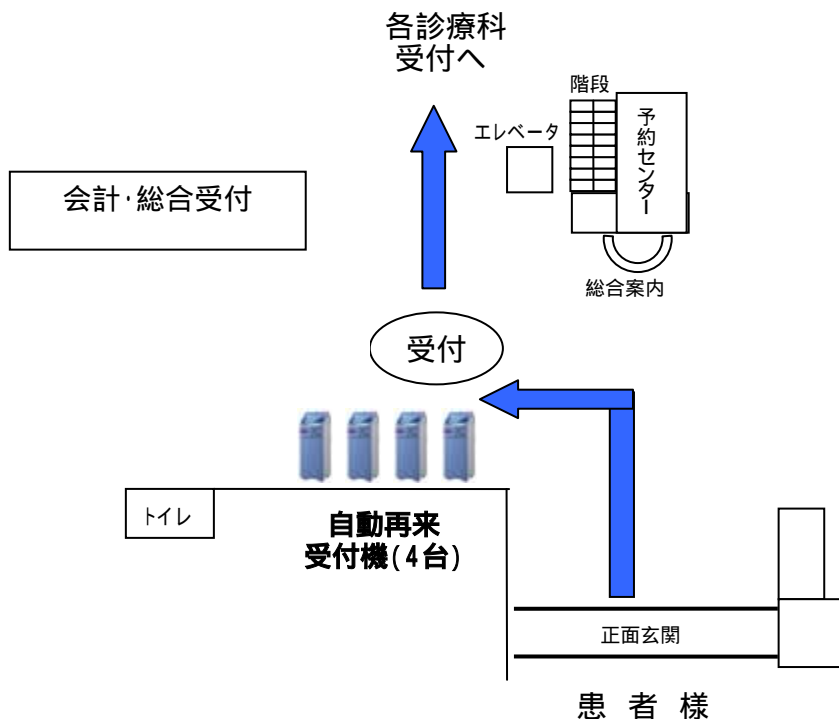 各診療科
受付へ
階段
エレベータ
予約センター
会計･総合受付
総合案内
受付
トイレ
自動再来
受付機(4台)
正面玄関
患者様